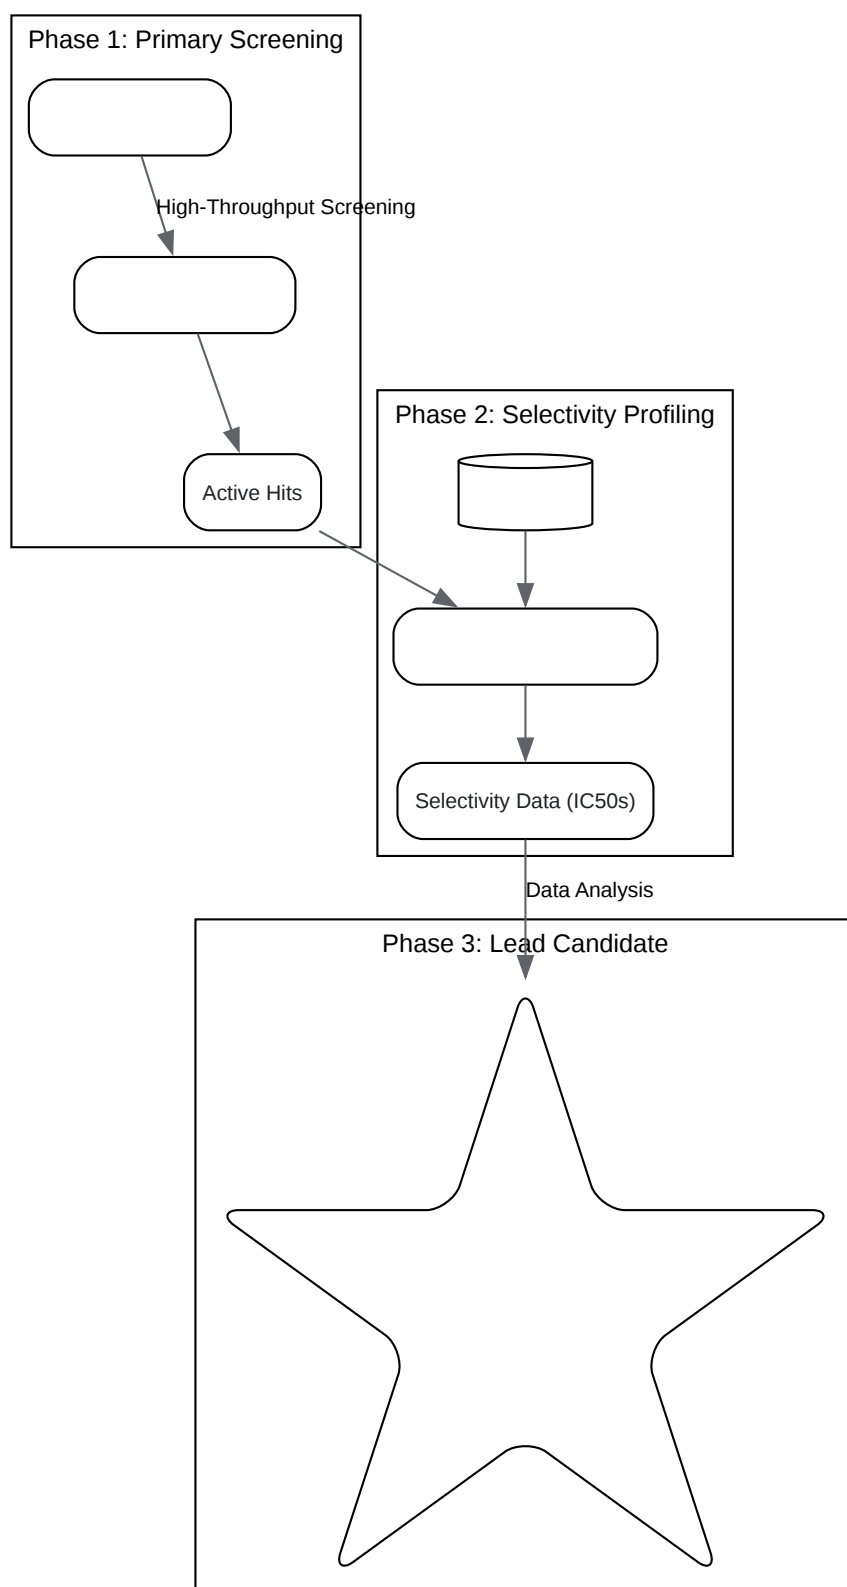 Phase 1: Primary Screening
High-Throughput Screening
Active Hits
Phase 2: Selectivity Profiling
Selectivity Data (IC50s)
Data Analysis
Phase 3: Lead Candidate